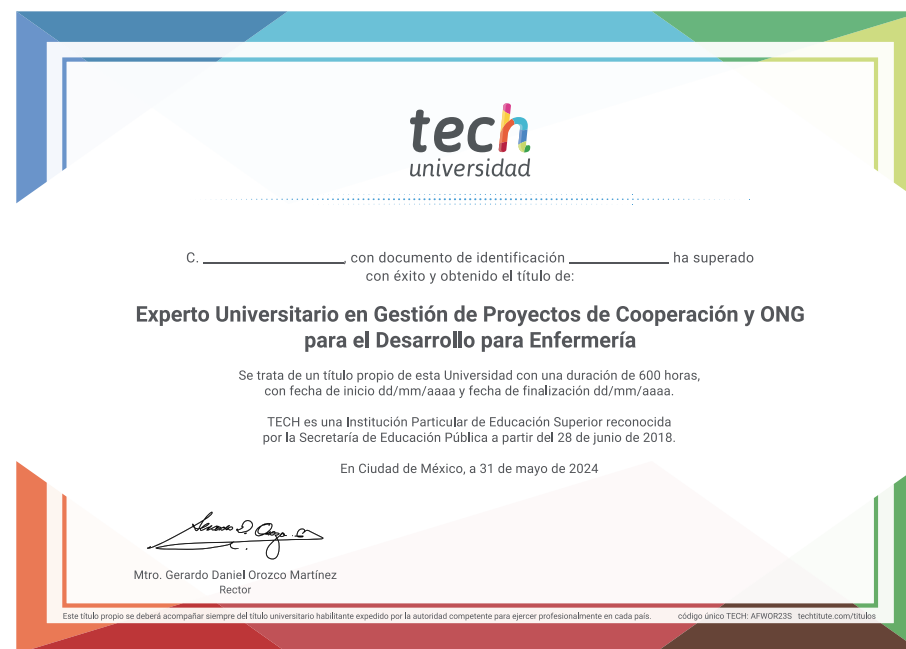 tech
universidad
C. ____________, con documento de identificación ____________ ha superado
con éxito y obtenido el título de:
Experto Universitario en Gestión de Proyectos de Cooperación y ONG
para el Desarrollo para Enfermería
Se trata de un título propio de esta Universidad con una duración de 600 horas,
con fecha de inicio dd/mm/aaaa y fecha de finalización dd/mm/aaaa.
TECH es una Institución Particular de Educación Superior reconocida
por la Secretaría de Educación Pública a partir del 28 de junio de 2018.
En Ciudad de México, a 31 de mayo de 2024
Mtro. Gerardo Daniel Orozco Martínez
Rector
Este título propio se deberá acompañar siempre del título universitario habilitante expedido por la autoridad competente para ejercer profesionalmente en cada país. código único TECH: AFWOR23S techtitute.com/titulos